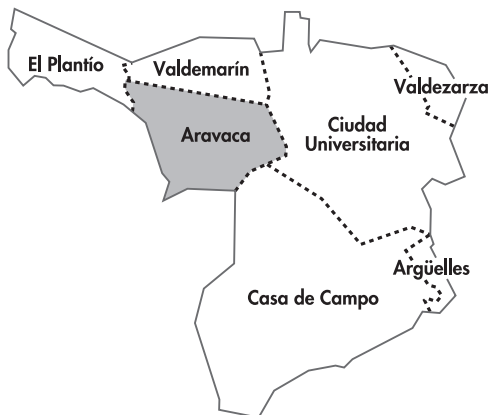 El Plantío
Valdemarín
Valdezarza
Aravaca
Ciudad
Universitaria
Argüelles
Casa de Campo